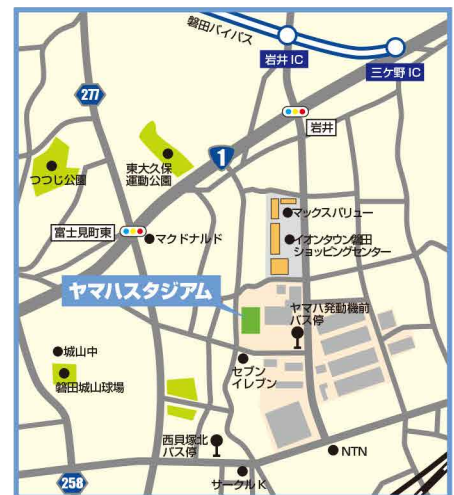 磐田バイパス
岩井IC
三ケ野IC
277
岩井
つつじ公園
東大久保
運動公園
1
富士見町東
マクドナルド
マックスバリュー
イオンタウン磐田
ショッピングセンター
ヤマハスタジアム
ヤマハ発動機前
バス停
城山中
磐田城山球場
セブン
イレブン
西貝塚北
バス停
NTN
258
サークルK